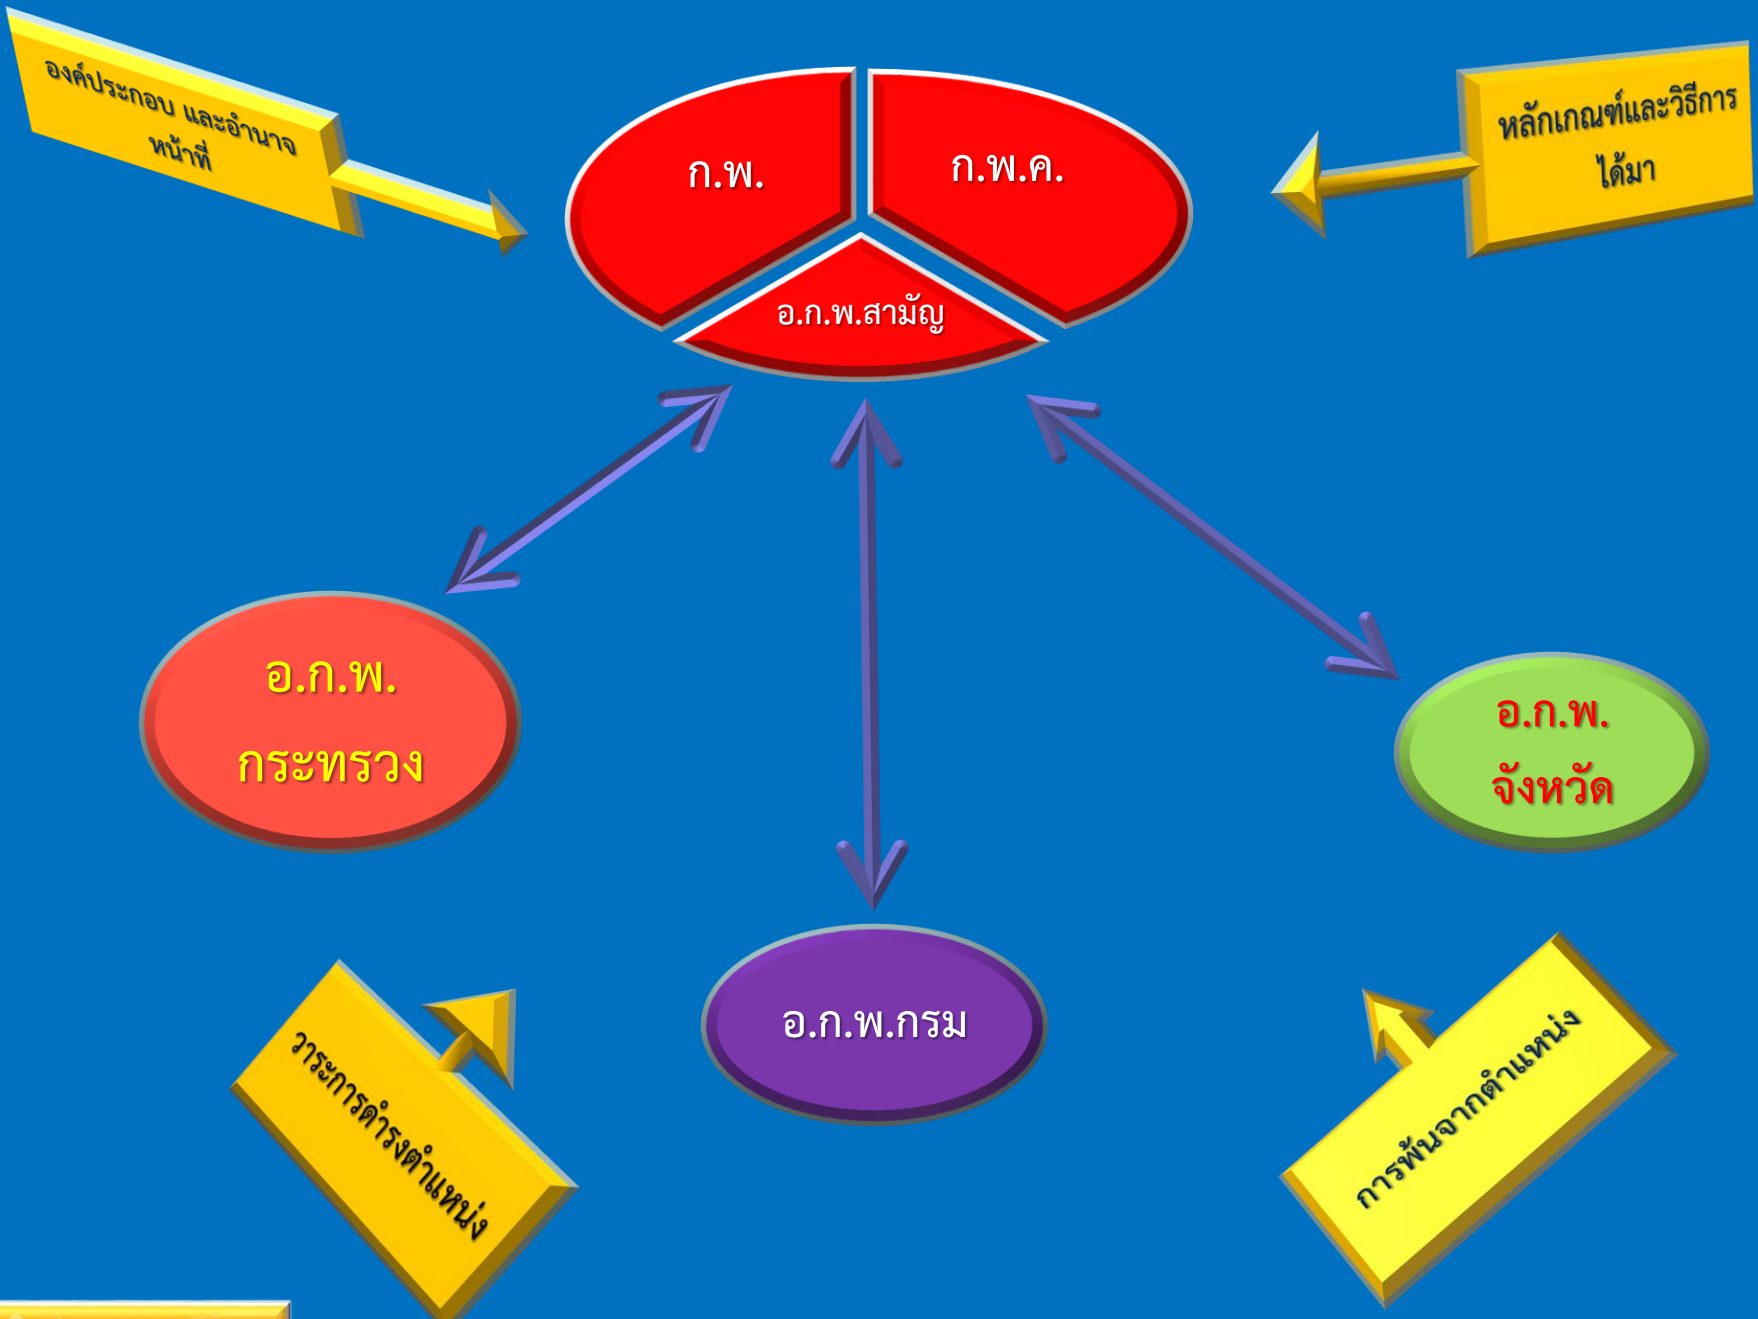 องค์ประกอบ และอำนาจ
หน้าที่
หลักเกณฑ์และวิธีการ
ได้มา
ก.พ.
ก.พ.ค.
อ.ก.พ.สามัญ
อ.ก.พ.
กระทรวง
อ.ก.พ.
จังหวัด
อ.ก.พ.กรม
วาระการดำรงตำแหน่ง
การพ้นจากตำแหน่ง